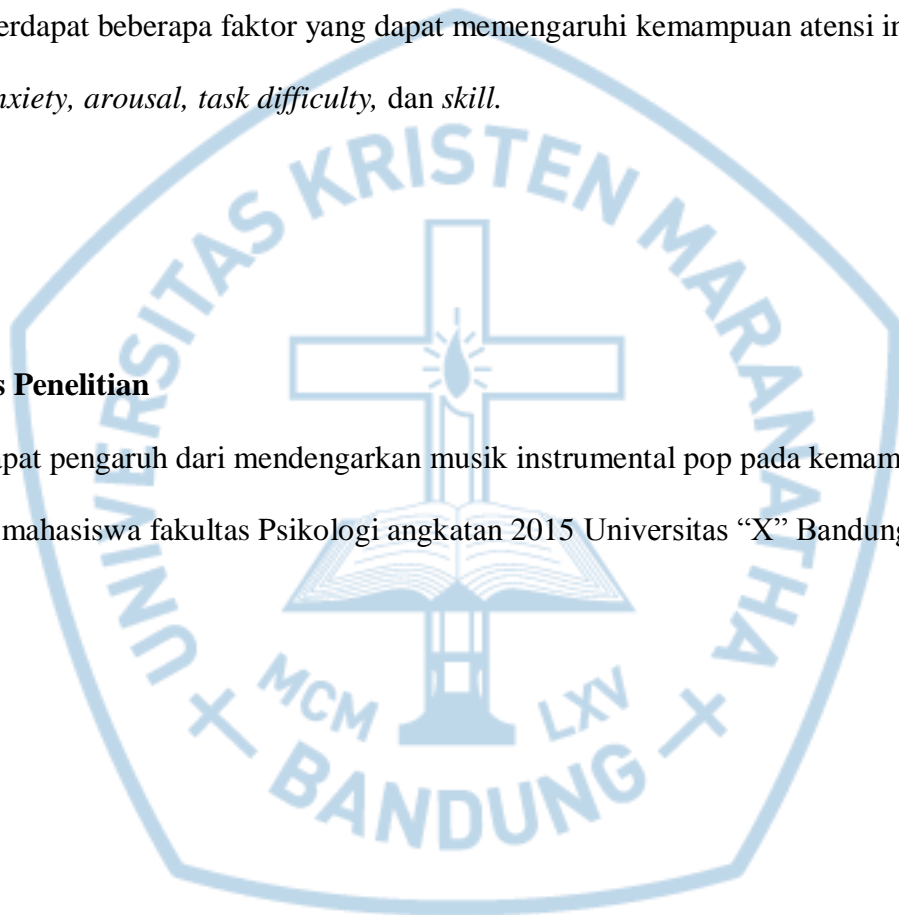 erdapat beberapa faktor yang dapat memengaruhi kemampuan atensi in
nxiety, arousal, task difficulty, dan skill.
s Penelitian
apat pengaruh dari mendengarkan musik instrumental pop pada kemam
mahasiswa fakultas Psikologi angkatan 2015 Universitas “X” Bandung
UNIVERSITAS KRISTEN MARANATHA
MCM LXV
BANDUNG